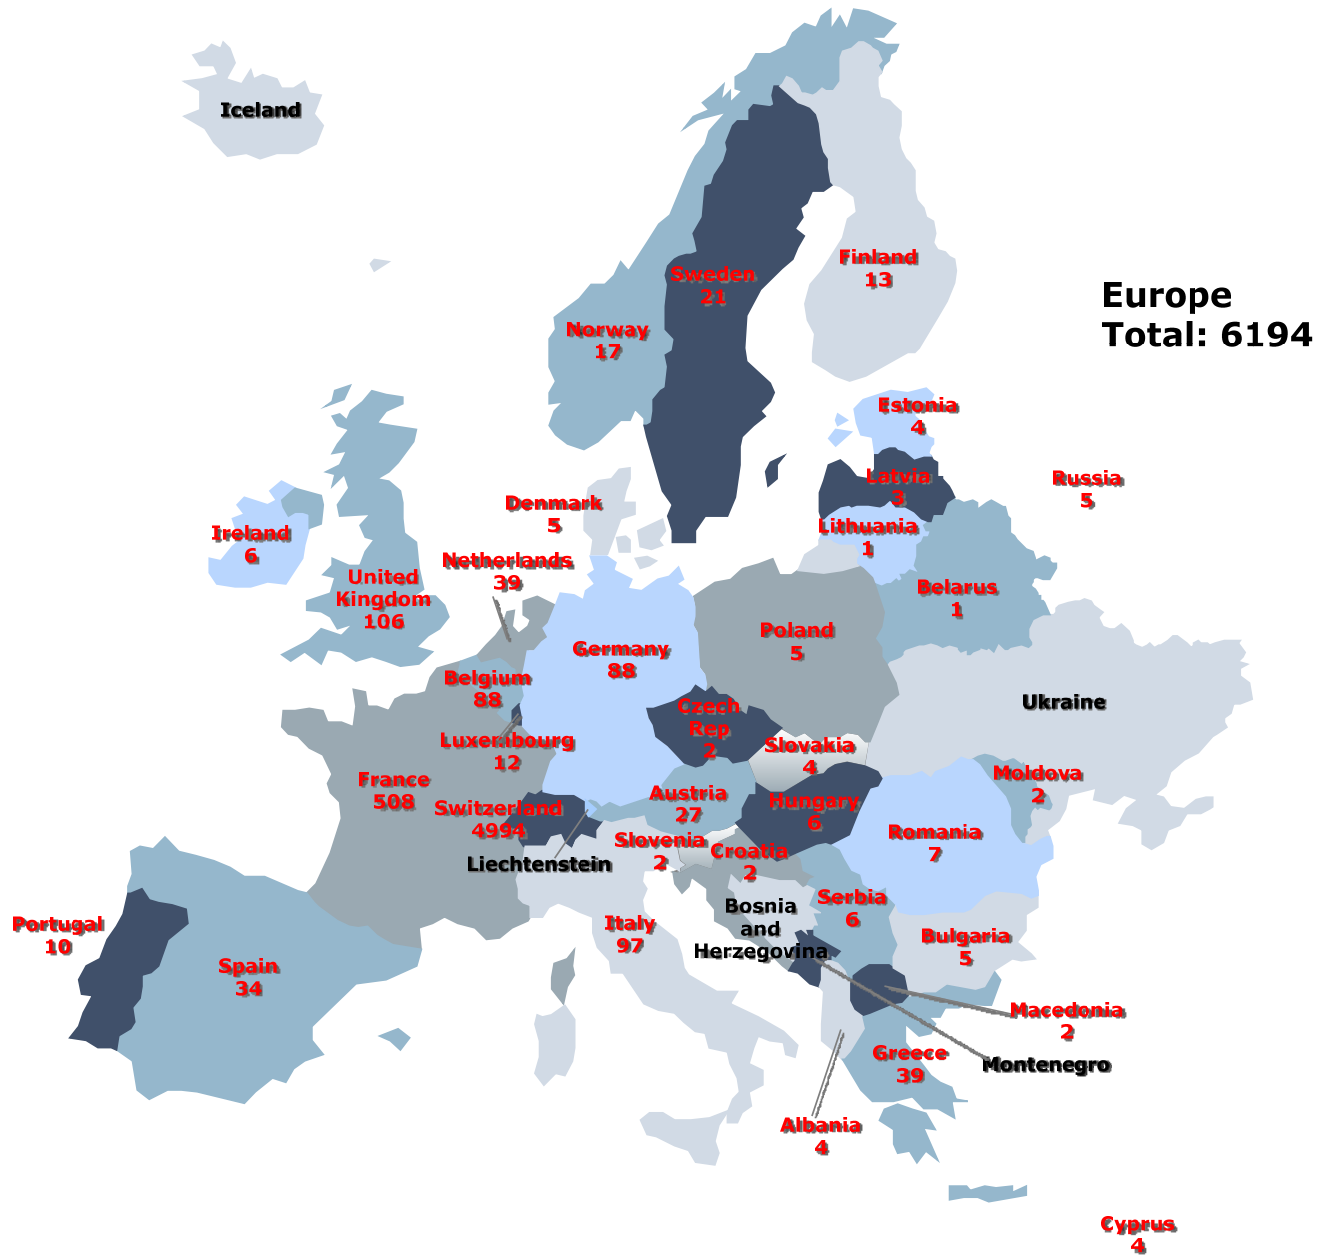 Iceland
Finland
13
Sweden
21
Europe
Total: 6194
Norway
17
Estonia
4
Latvia
3
Russia
5
Denmark
5
Lithuania
1
Ireland
6
Netherlands
39
United
Kingdom
106
Belarus
1
Poland
5
Germany
88
Belgium
88
Ukraine
Czech
Rep
2
Luxembourg
12
Slovakia
4
France
508
Moldova
2
Austria
27
Switzerland
4994
Hungary
6
Romania
7
Slovenia
2
Croatia
2
Liechtenstein
Serbia
6
Bosnia
and
Herzegovina
Portugal
10
Italy
97
Bulgaria
5
Spain
34
Macedonia
2
Greece
39
Montenegro
Albania
4
Cyprus
4